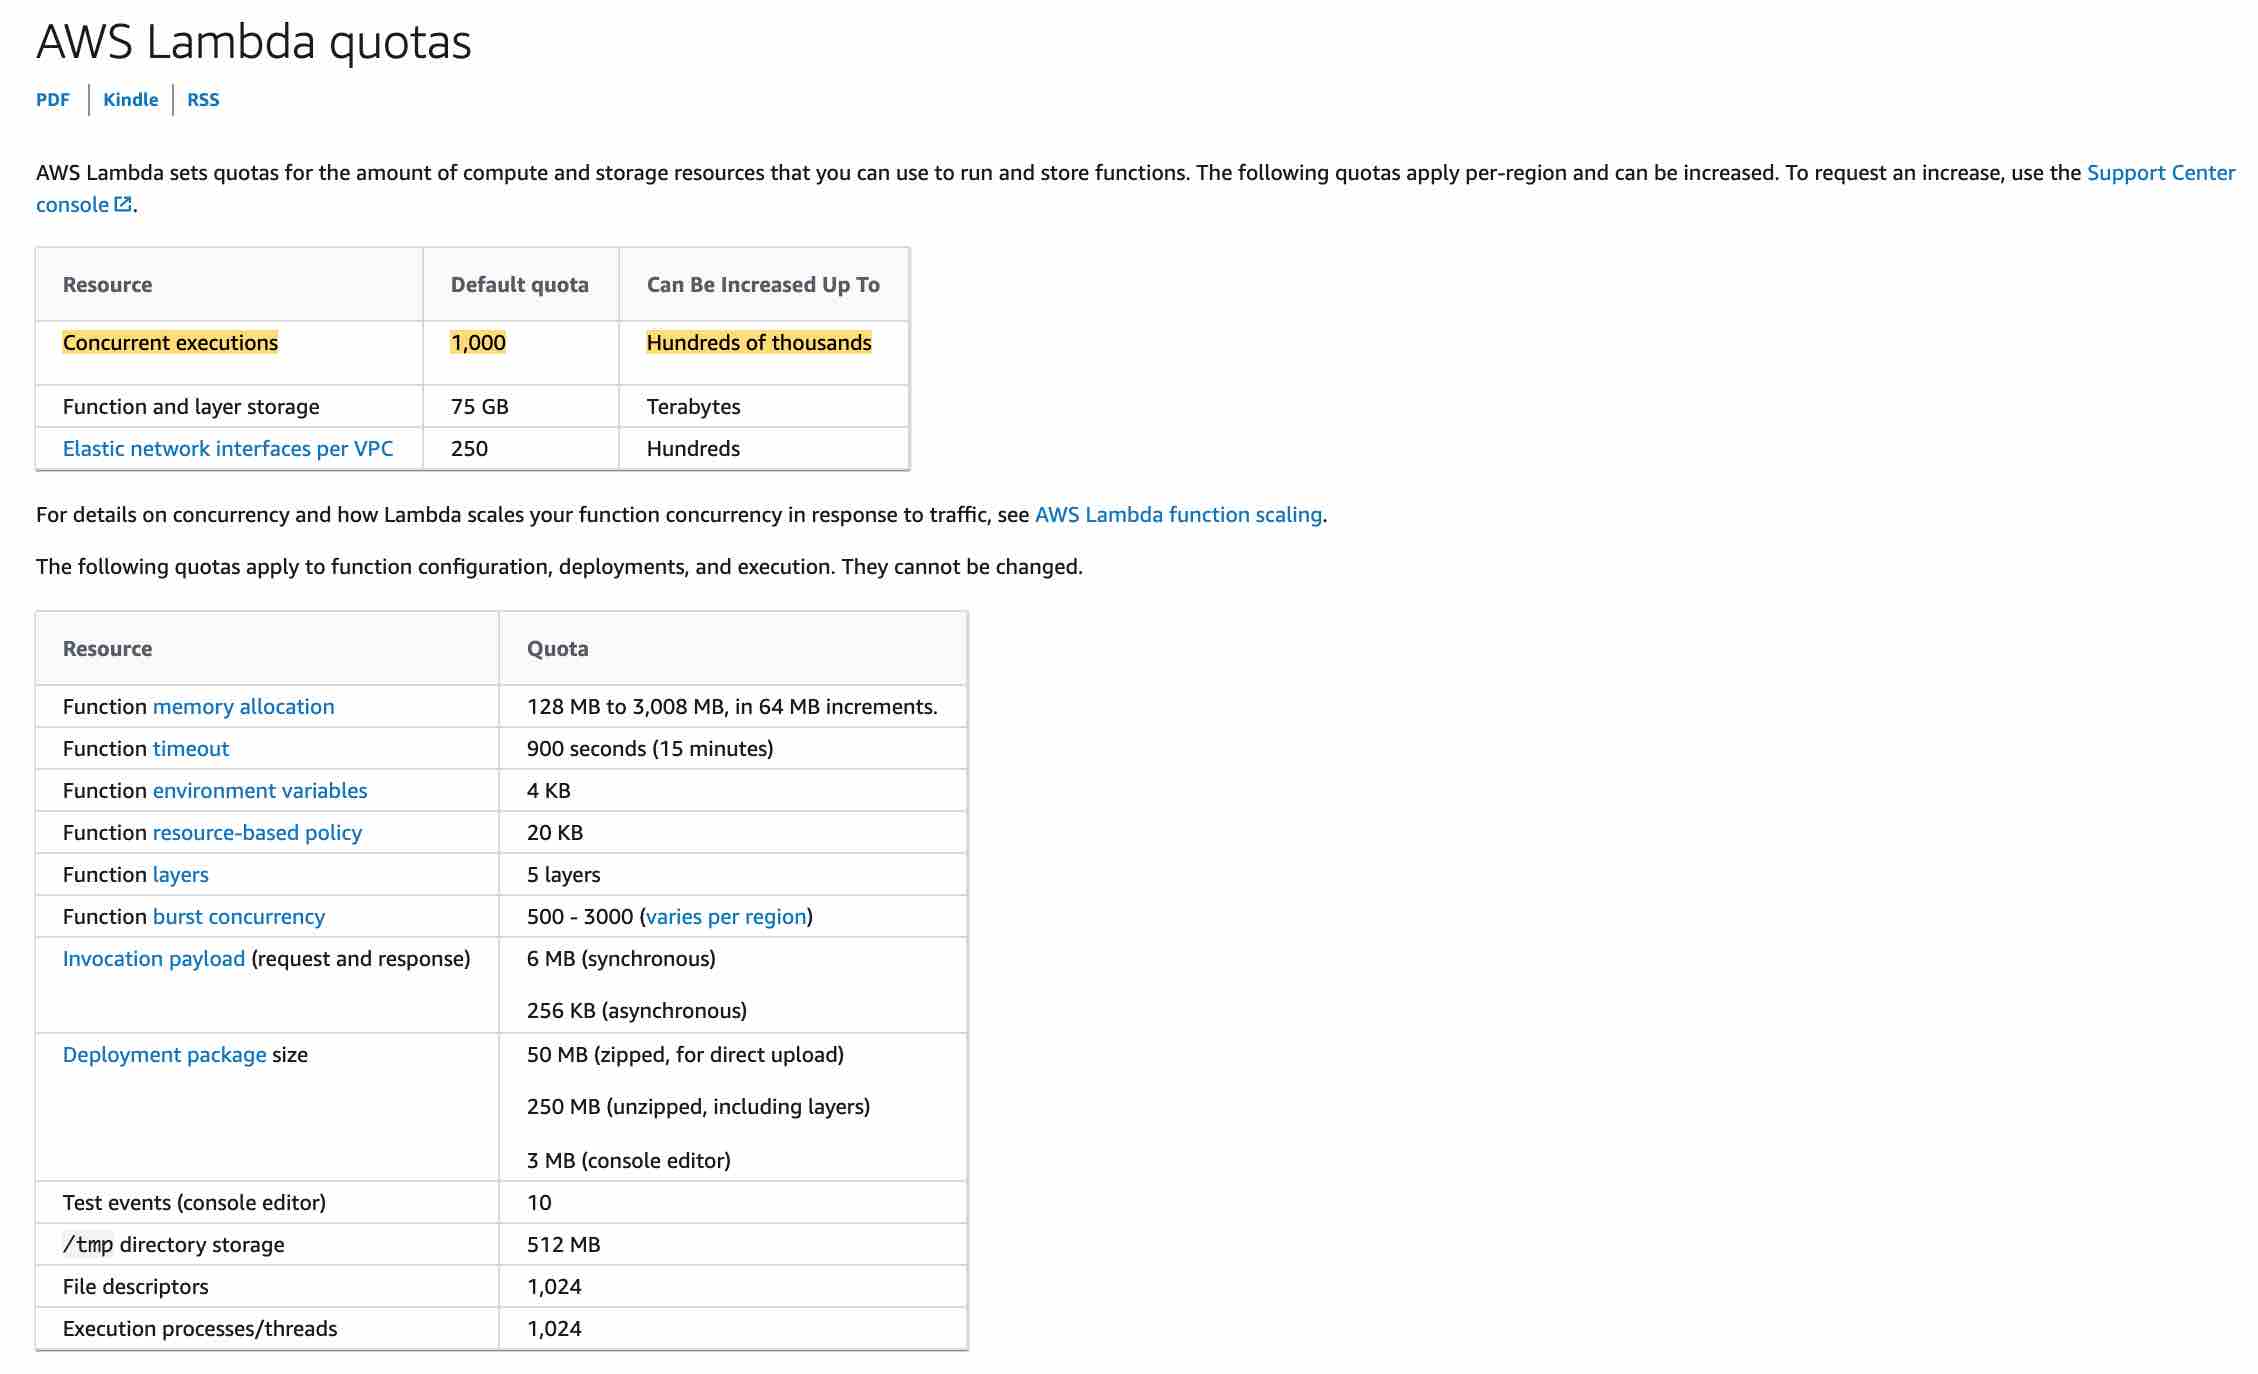 AWS Lambda quotas
PDF | Kindle | RSS
AWS Lambda sets quotas for the amount of compute and storage resources that you can use to run and store functions. The following quotas apply per-region and can be increased. To request an increase, use the Support Center
console.
Resource Default quota Can Be Increased Up To
Concurrent executions 1,000 Hundreds of thousands
Function and layer storage 75 GB Terabytes
Elastic network interfaces per VPC 250 Hundreds
For details on concurrency and how Lambda scales your function concurrency in response to traffic, see AWS Lambda function scaling.
The following quotas apply to function configuration, deployments, and execution. They cannot be changed.
Resource Quota
Function memory allocation 128 MB to 3,008 MB, in 64 MB increments.
Function timeout 900 seconds (15 minutes)
Function environment variables 4 KB
Function resource-based policy 20 KB
Function layers 5 layers
Function burst concurrency 500 - 3000 (varies per region)
Invocation payload (request and response) 6 MB (synchronous)
256 KB (asynchronous)
Deployment package size 50 MB (zipped, for direct upload)
250 MB (unzipped, including layers)
3 MB (console editor)
Test events (console editor) 10
/tmp directory storage 512 MB
File descriptors 1,024
Execution processes/threads 1,024